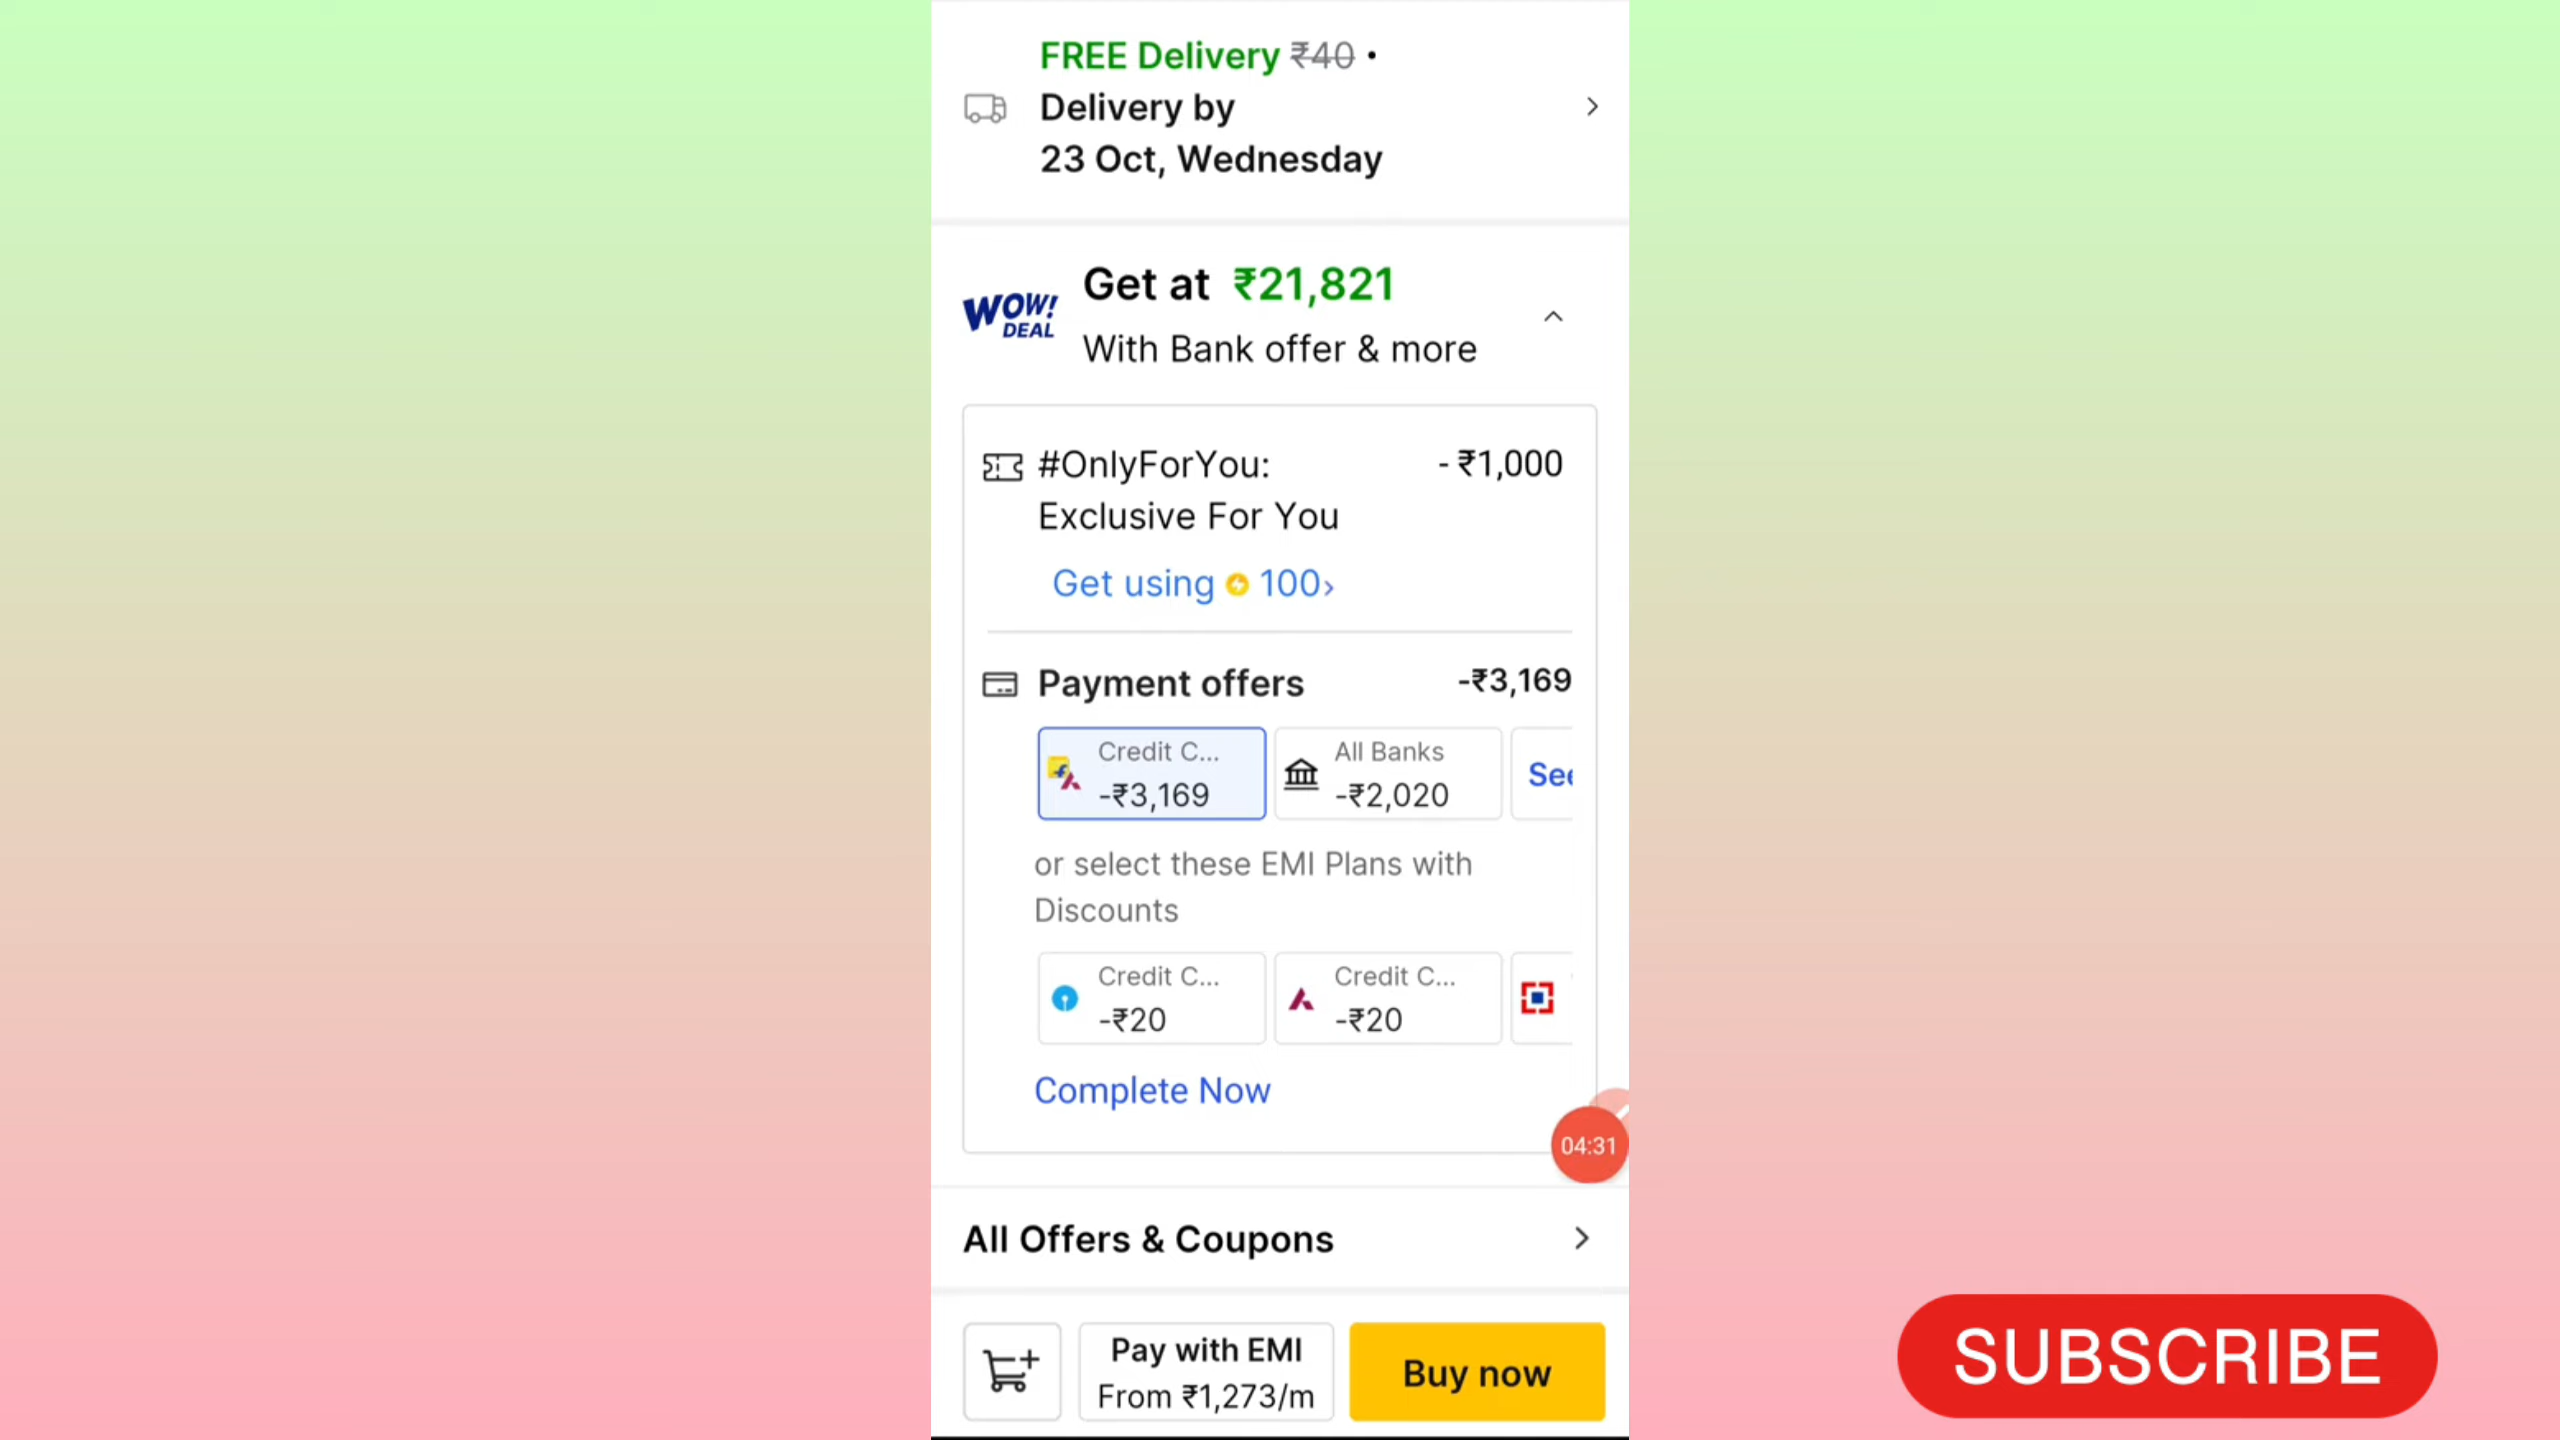 FREE Delivery ₹40 •
Delivery by
23 Oct, Wednesday
WOW!
DEAL
Get at ₹21,821
With Bank offer & more
#OnlyForYou: - ₹1,000
Exclusive For You
Get using 100›
Payment offers -₹3,169
Credit C...
-₹3,169
All Banks
-₹2,020
See
or select these EMI Plans with
Discounts
Credit C...
-₹20
Credit C...
-₹20
Complete Now
04:31
All Offers & Coupons
Pay with EMI
From ₹1,273/m
Buy now
SUBSCRIBE